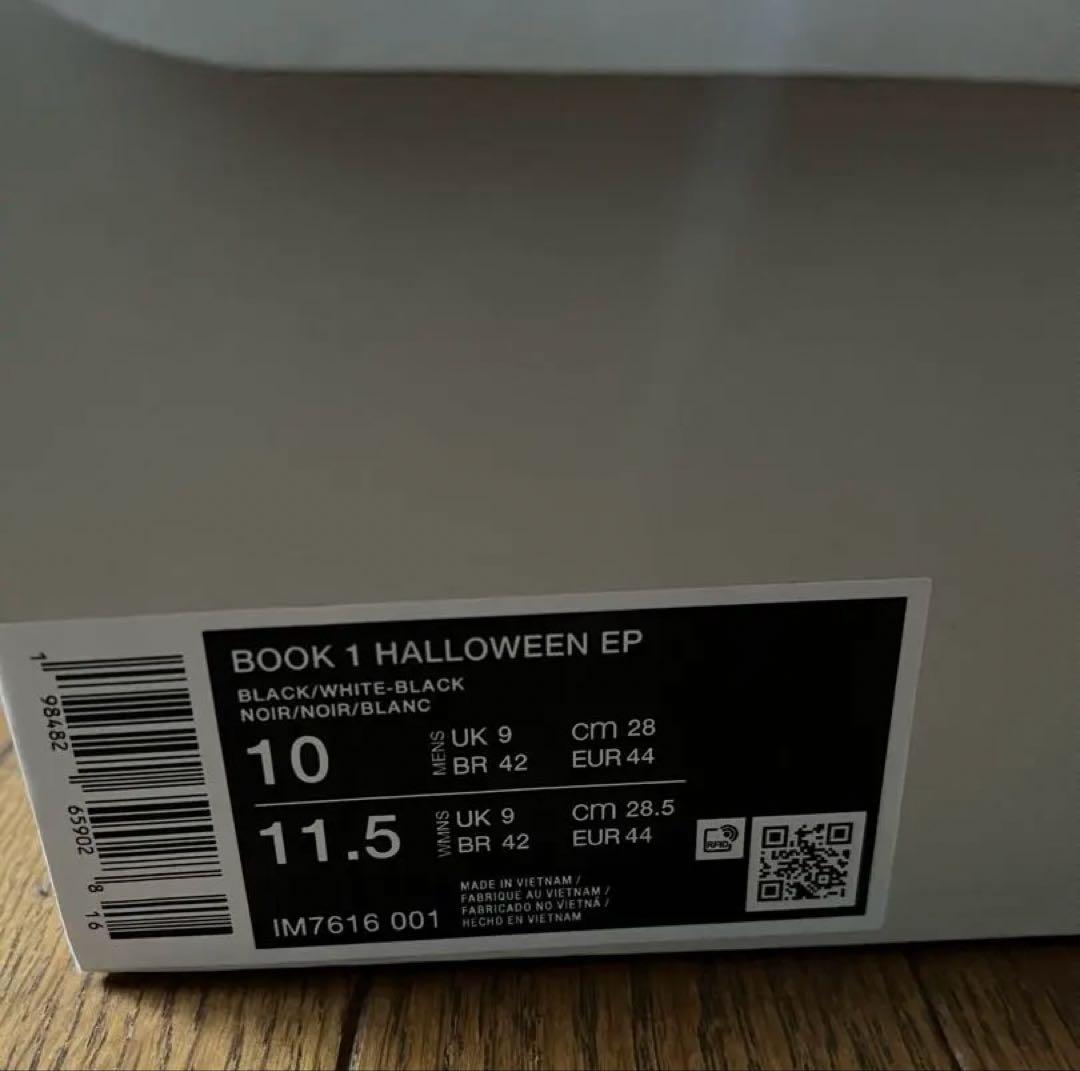 BOOK 1 HALLOWEEN EP
BLACK/WHITE-BLACK
NOIR/NOIR/BLANC
10 MENS UK 9 cm 28
BR 42 EUR 44
11.5 WMNS UK 9 cm 28.5
BR 42 EUR 44
RFID
MADE IN VIETNAM /
FABRIQUE AU VIETNAM /
FABRICADO NO VIETNÃ /
HECHO EN VIETNAM
IM7616 001
1 98482 65902 8 16